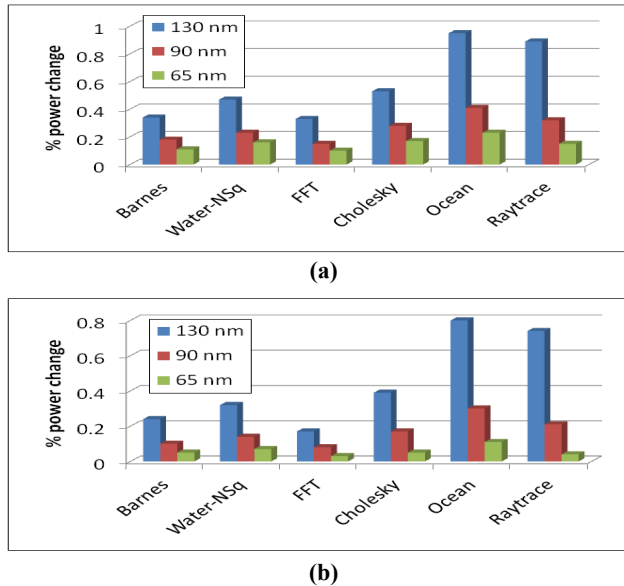 % power change
1
0.8
0.6
0.4
0.2
0
130 nm
90 nm
65 nm
Barnes
Water-NSq
FFT
Cholesky
Ocean
Raytrace
(a)
% power change
0.8
0.6
0.4
0.2
0
130 nm
90 nm
65 nm
Barnes
Water-NSq
FFT
Cholesky
Ocean
Raytrace
(b)